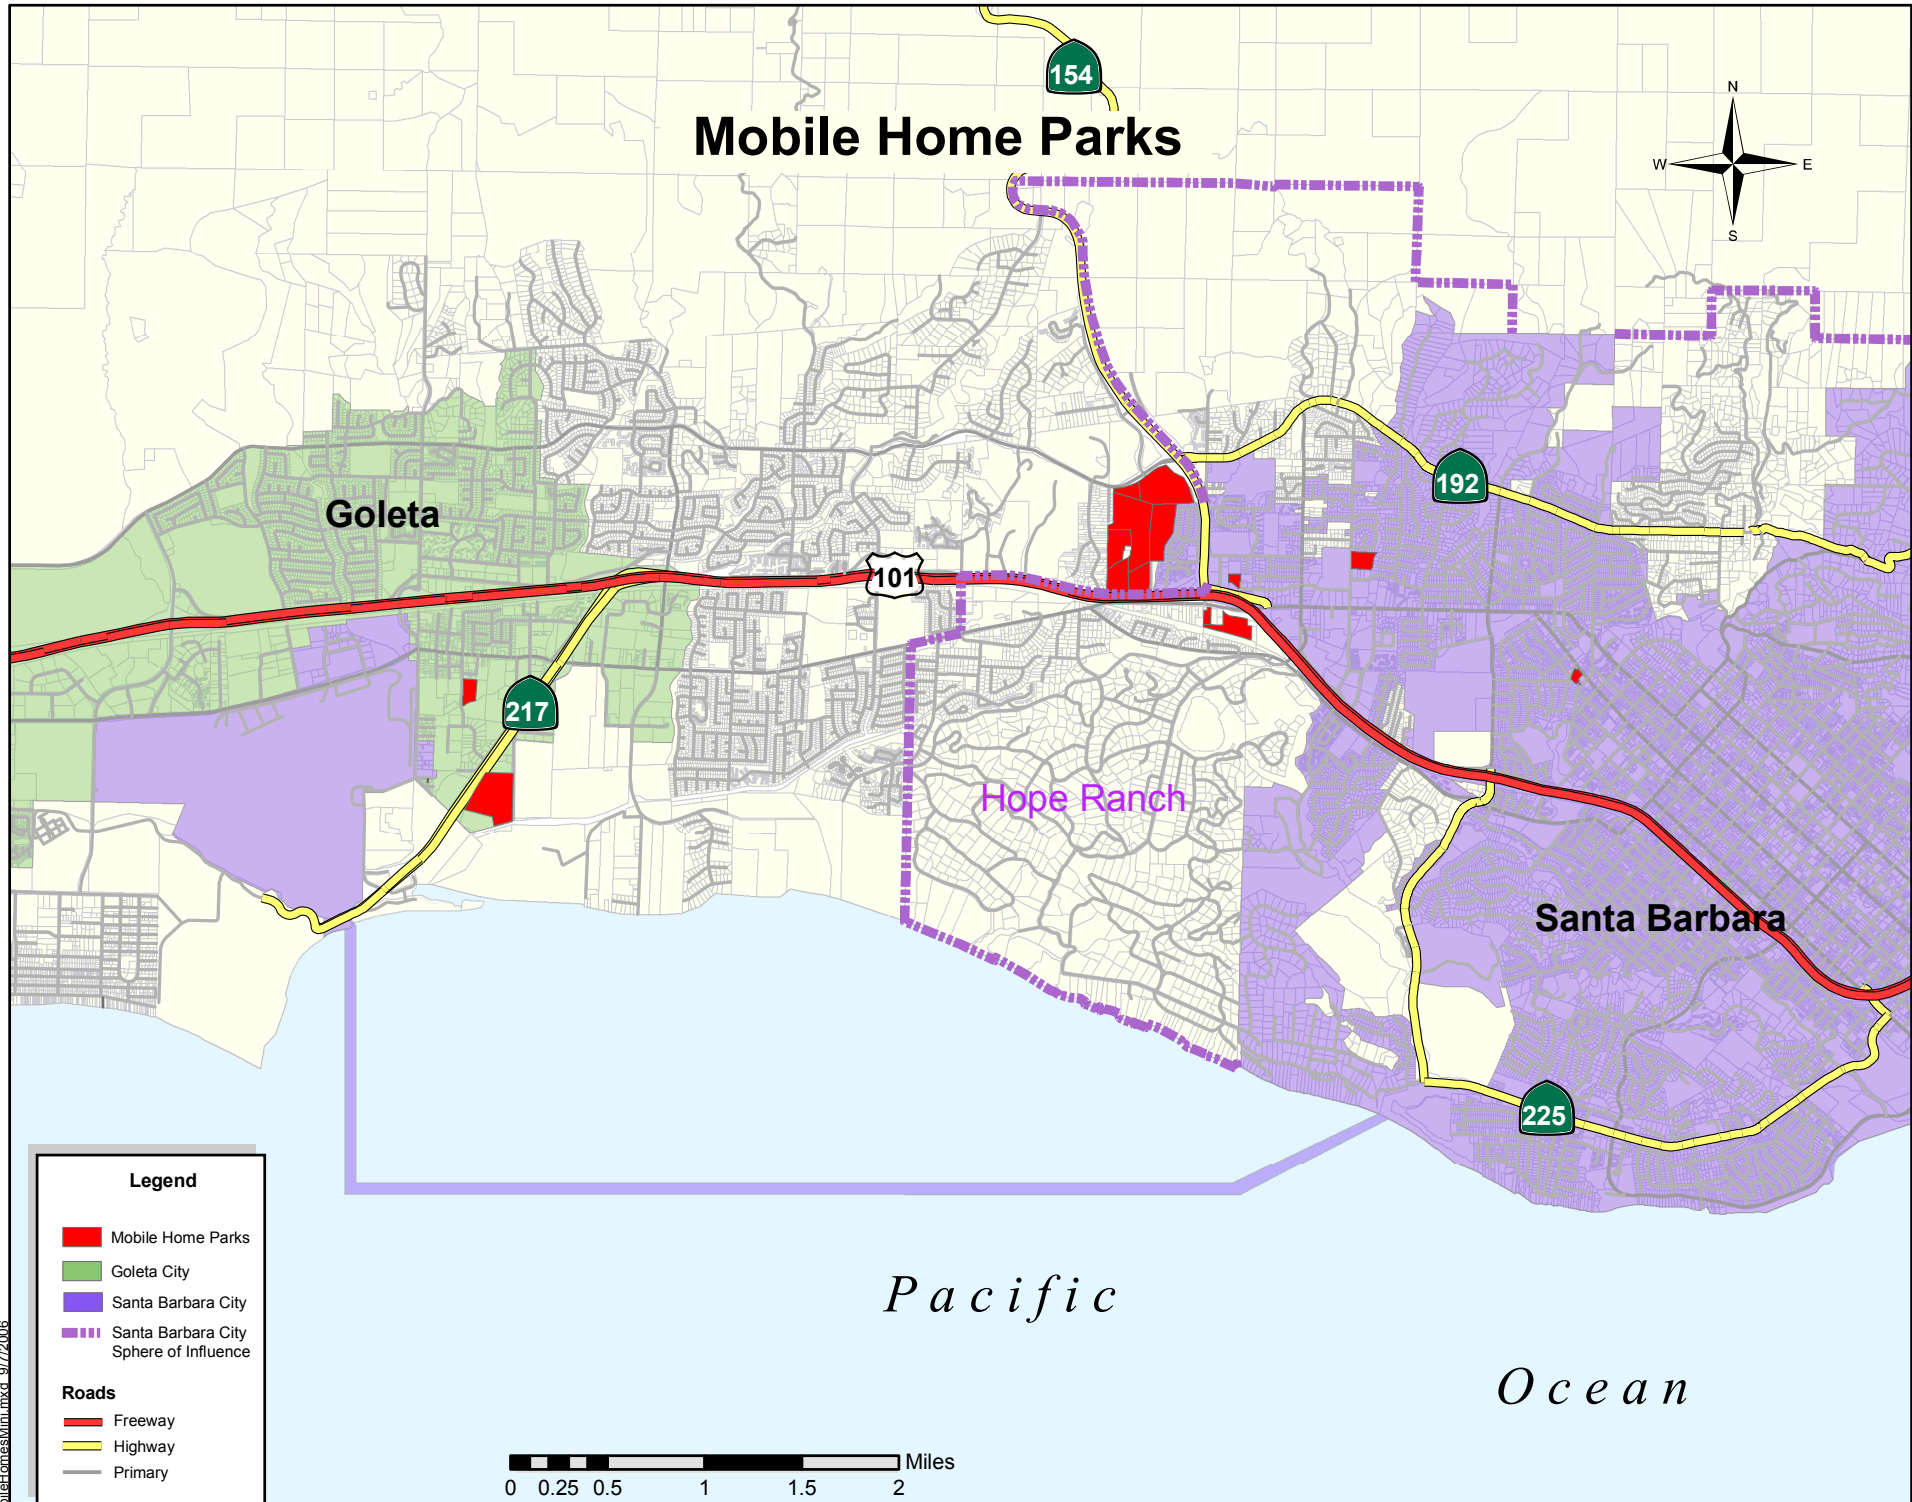 154
Mobile Home Parks
N
W E
S
192
Goleta
101
217
Hope Ranch
Santa Barbara
225
Legend
Mobile Home Parks
Goleta City
Santa Barbara City
Santa Barbara City
Sphere of Influence
Roads
Freeway
Highway
Primary
Pacific
Ocean
Miles
0 0.25 0.5 1 1.5 2